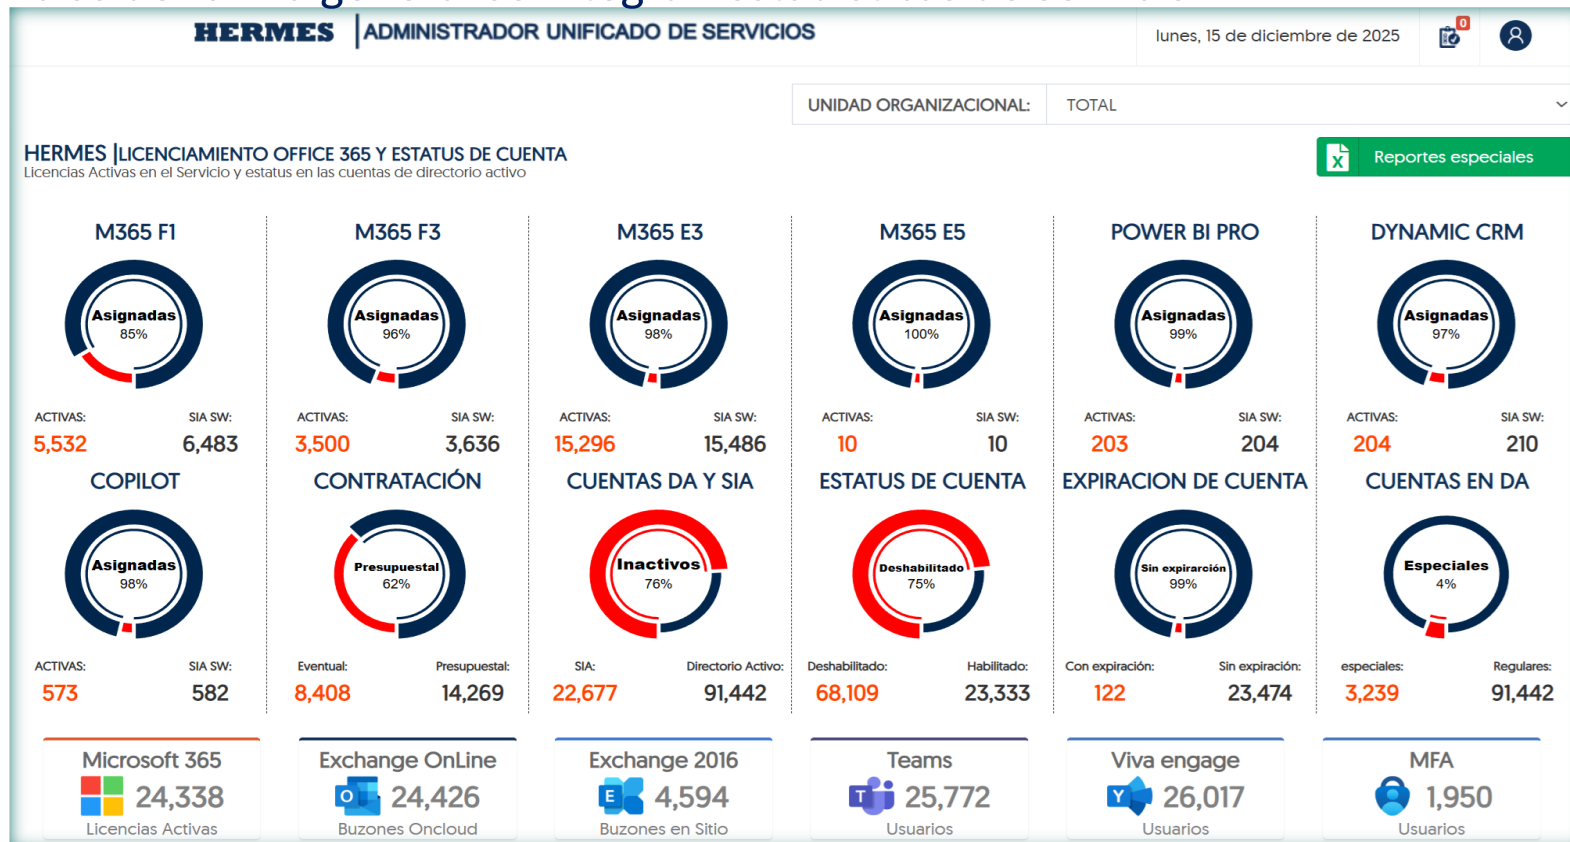 HERMES | ADMINISTRADOR UNIFICADO DE SERVICIOS
lunes, 15 de diciembre de 2025
0
UNIDAD ORGANIZACIONAL: TOTAL
HERMES |LICENCIAMIENTO OFFICE 365 Y ESTATUS DE CUENTA
Licencias Activas en el Servicio y estatus en las cuentas de directorio activo
Reportes especiales
M365 F1 M365 F3 M365 E3 M365 E5 POWER BI PRO DYNAMIC CRM
Asignadas Asignadas Asignadas Asignadas Asignadas Asignadas
85% 96% 98% 100% 99% 97%
ACTIVAS: SIA SW: ACTIVAS: SIA SW: ACTIVAS: SIA SW: ACTIVAS: SIA SW: ACTIVAS: SIA SW: ACTIVAS: SIA SW:
5,532 6,483 3,500 3,636 15,296 15,486 10 10 203 204 204 210
COPILOT CONTRATACIÓN CUENTAS DA Y SIA ESTATUS DE CUENTA EXPIRACION DE CUENTA CUENTAS EN DA
Asignadas Presupuestal Inactivos Deshabilitado Sin expirarción Especiales
98% 62% 76% 75% 99% 4%
ACTIVAS: SIA SW: Eventual: Presupuestal: SIA: Directorio Activo: Deshabilitado: Habilitado: Con expiración: Sin expiración: especiales: Regulares:
573 582 8,408 14,269 22,677 91,442 68,109 23,333 122 23,474 3,239 91,442
Microsoft 365 Exchange OnLine Exchange 2016 Teams Viva engage MFA
24,338 24,426 4,594 25,772 26,017 1,950
Licencias Activas Buzones Oncloud Buzones en Sitio Usuarios Usuarios Usuarios